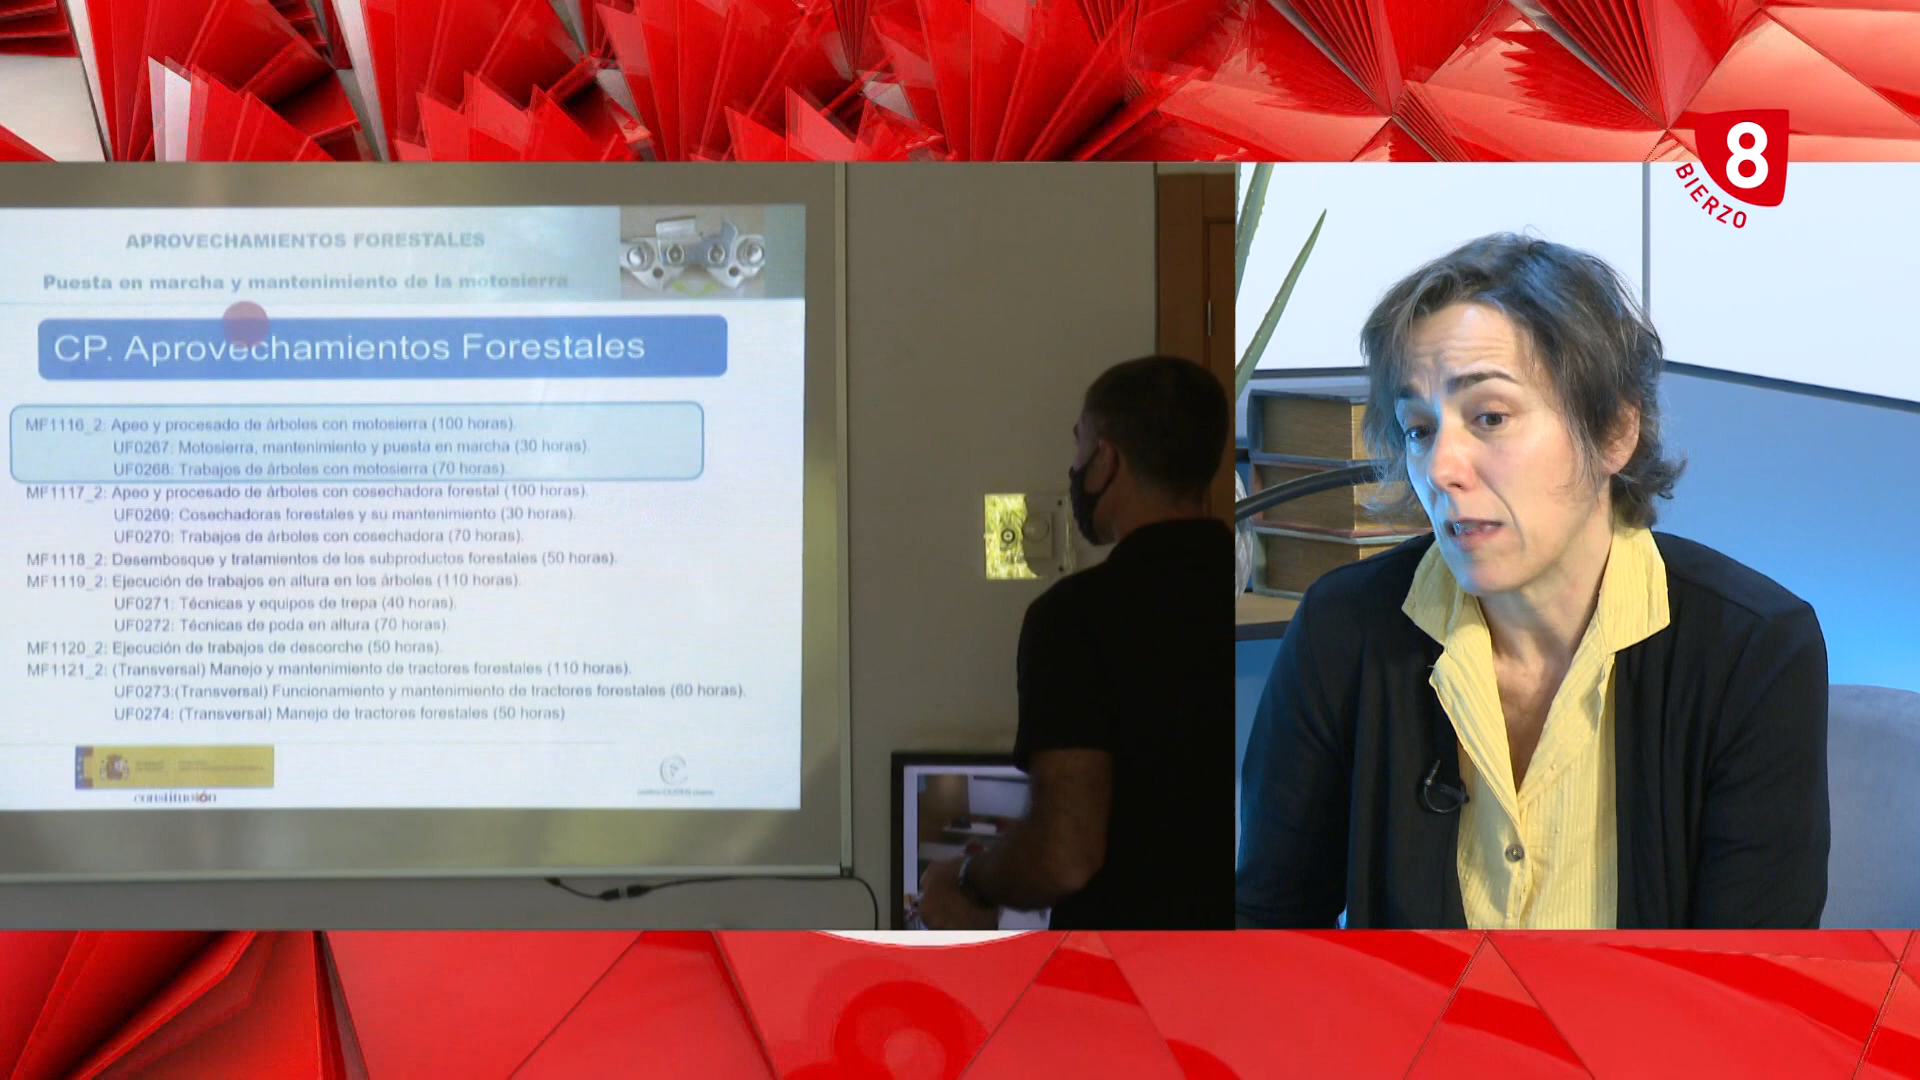 APROVECHAMIENTOS FORESTALES
Puesta en marcha y mantenimiento de la motosierra
CP. Aprovechamientos Forestales
MF1116_2: Apeo y procesado de árboles con motosierra (100 horas).
UF0267: Motosierra, mantenimiento y puesta en marcha (30 horas).
UF0268: Trabajos de árboles con motosierra (70 horas).
MF1117_2: Apeo y procesado de árboles con cosechadora forestal (100 horas).
UF0269: Cosechadoras forestales y su mantenimiento (30 horas).
UF0270: Trabajos de árboles con cosechadora (70 horas).
MF1118_2: Desembosque y tratamientos de los subproductos forestales (50 horas).
MF1119_2: Ejecución de trabajos en altura en los árboles (110 horas).
UF0271: Técnicas y equipos de trepa (40 horas).
UF0272: Técnicas de poda en altura (70 horas).
MF1120_2: Ejecución de trabajos de descorche (50 horas).
MF1121_2: (Transversal) Manejo y mantenimiento de tractores forestales (110 horas).
UF0273:(Transversal) Funcionamiento y mantenimiento de tractores forestales (60 horas).
UF0274: (Transversal) Manejo de tractores forestales (50 horas)
constitución
8
BIERZO